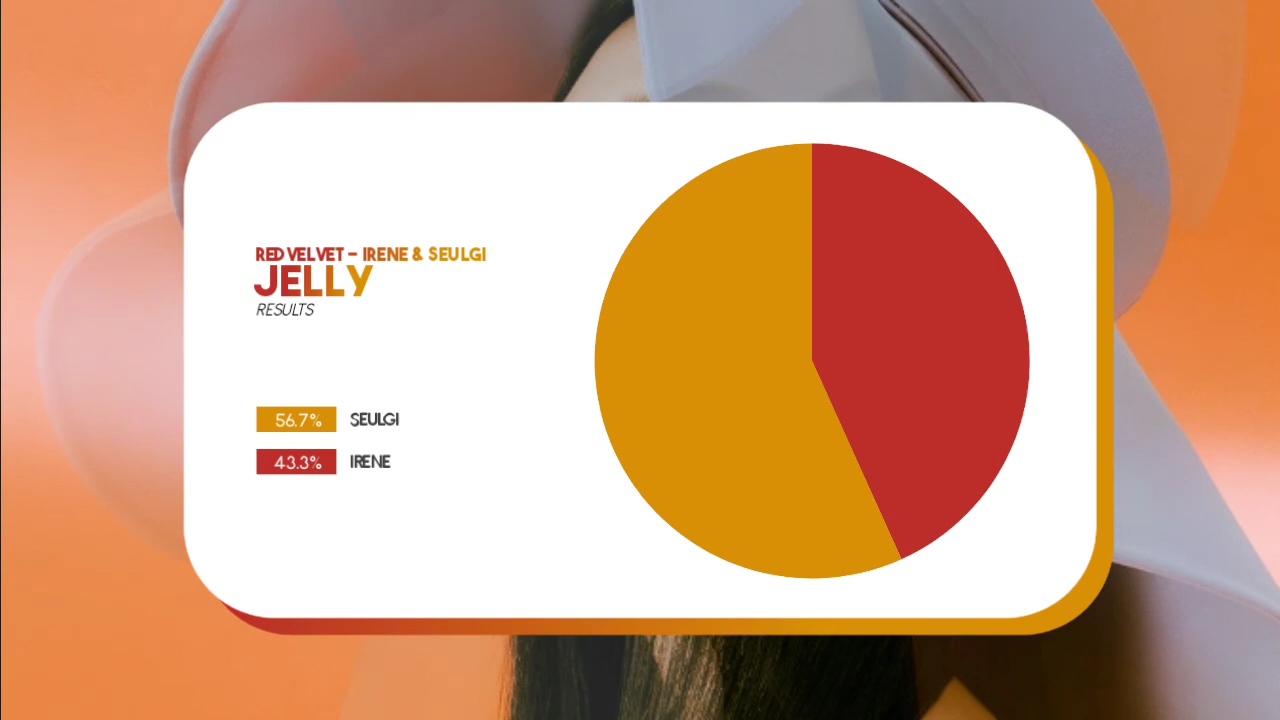 RED VELVET - IRENE & SEULGI
JELLY
RESULTS
56.7% SEULGI
43.3% IRENE